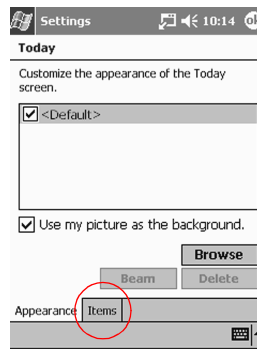 Settings 10:14 ok
Today
Customize the appearance of the Today
screen.
<Default>
Use my picture as the background.
Browse
Beam Delete
Appearance Items